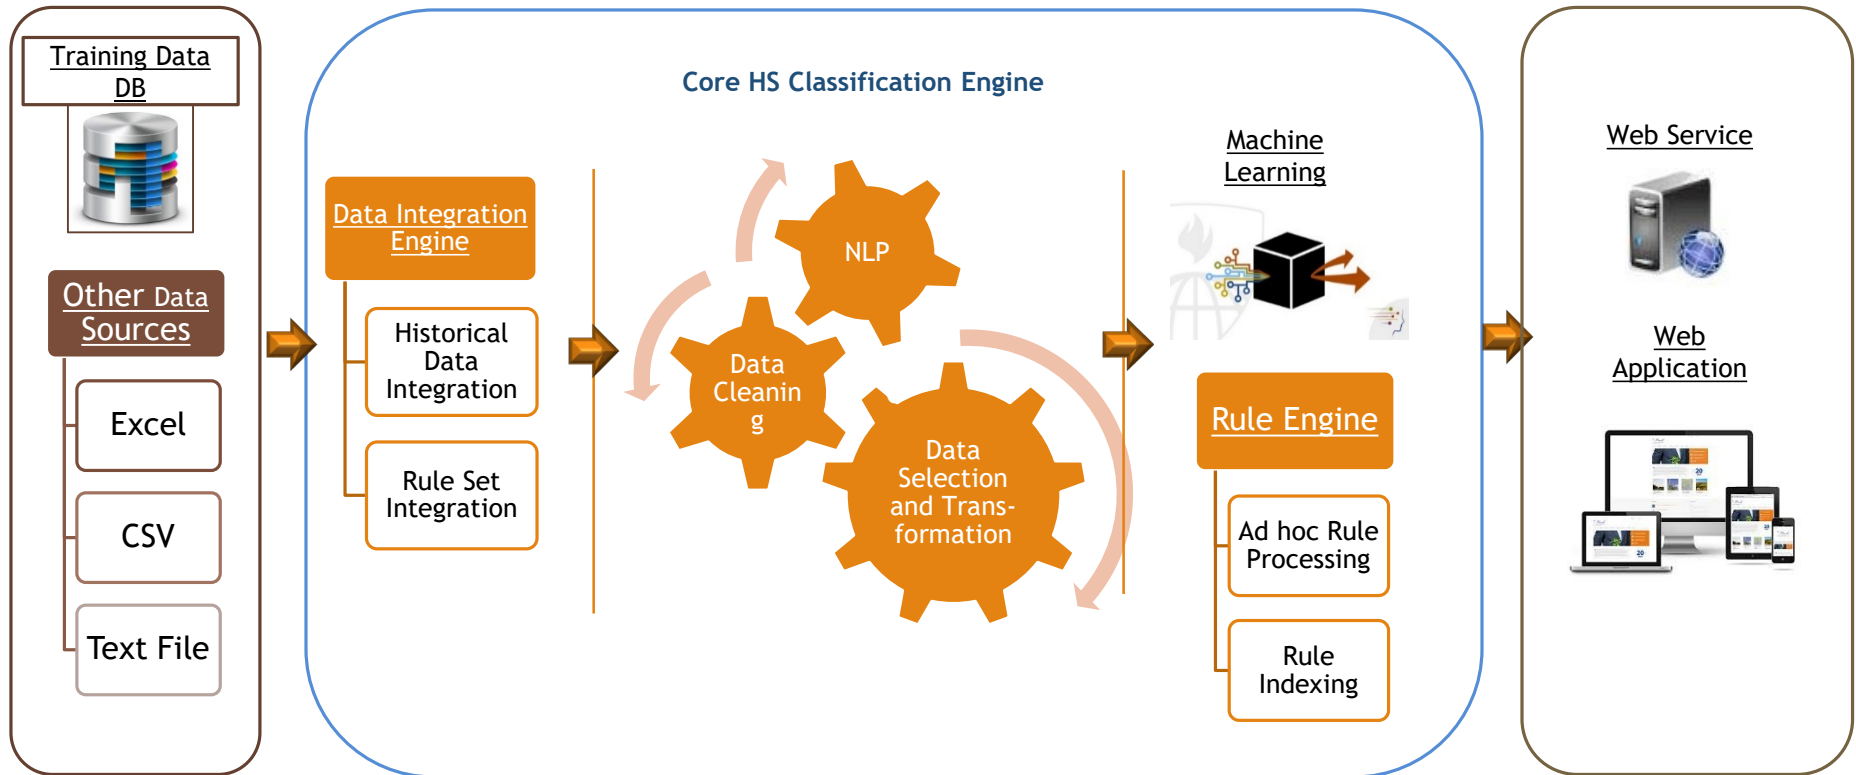 Training Data
DB
Other Data
Sources
Excel
CSV
Text File
Core HS Classification Engine
Data Integration
Engine
Historical
Data
Integration
Rule Set
Integration
NLP
Data
Cleanin
g
Data
Selection
and Trans-
formation
Machine
Learning
Rule Engine
Ad hoc Rule
Processing
Rule
Indexing
Web Service
Web
Application